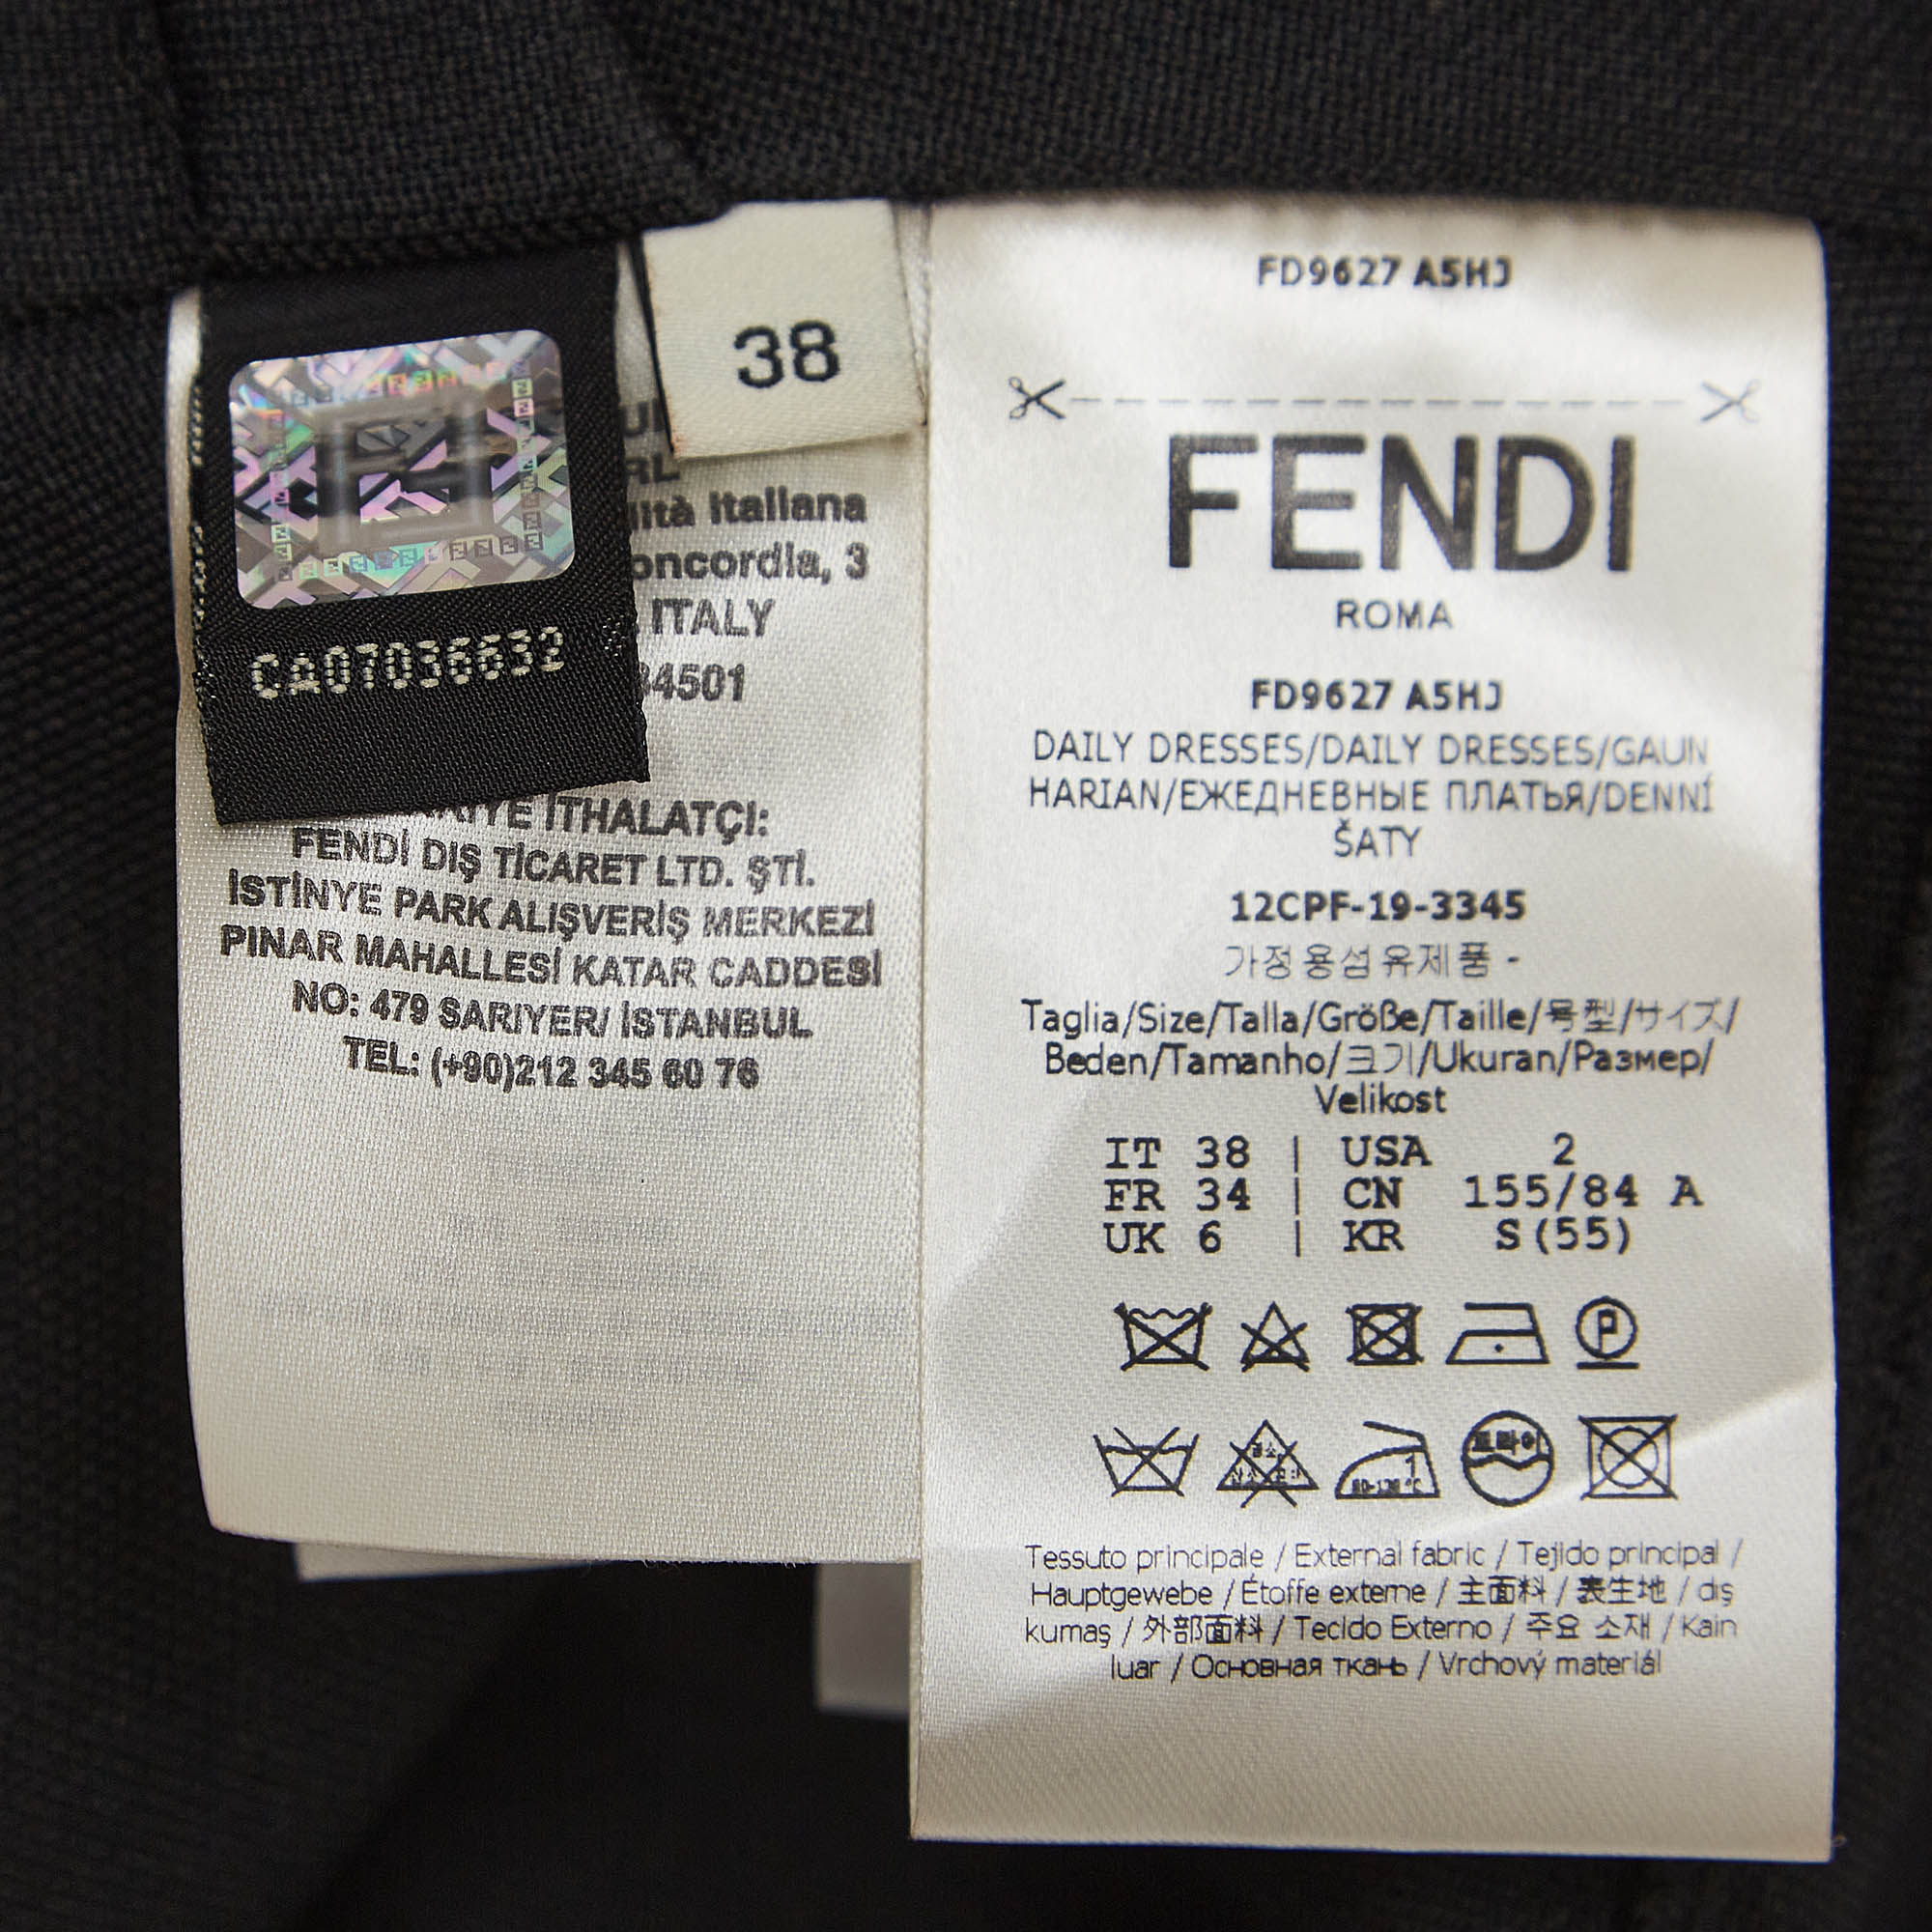 38
lità Italiana
oncordia, 3
ITALY
34501
CA07036632
İTHALATÇI:
FENDİ DIŞ TİCARET LTD. ŞTİ.
İSTİNYE PARK ALIŞVERİŞ MERKEZİ
PINAR MAHALLESİ KATAR CADDESİ
NO: 479 SARIYER/ İSTANBUL
TEL: (+90)212 345 60 76
FD9627 A5HJ
FENDI
ROMA
FD9627 A5HJ
DAILY DRESSES/DAILY DRESSES/GAUN
HARIAN/ЕЖЕДНЕВНЫЕ ПЛАТЬЯ/DENNÍ
ŠATY
12CPF-19-3345
가정용섬유제품 -
Taglia/Size/Talla/Größe/Taille/号型/サイズ/
Beden/Tamanho/크기/Ukuran/Размер/
Velikost
IT 38 | USA 2
FR 34 | CN 155/84 A
UK 6 | KR S(55)
P
드라이
Tessuto principale / External fabric / Tejido principal /
Hauptgewebe / Étoffe externe / 主面料 / 表生地 / dış
kumaş / 外部面料 / Tecido Externo / 주요 소재 / Kain
luar / Основная ткань / Vrchový materiál